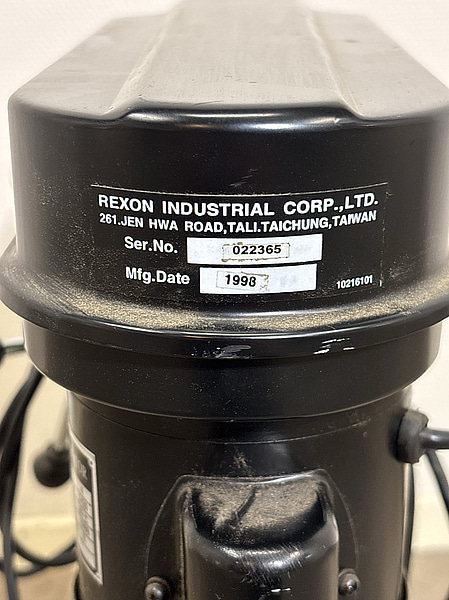 REXON INDUSTRIAL CORP.,LTD.
261.JEN HWA ROAD,TALI.TAICHUNG,TAIWAN
Ser.No. 022365
Mfg.Date 1998
10216101